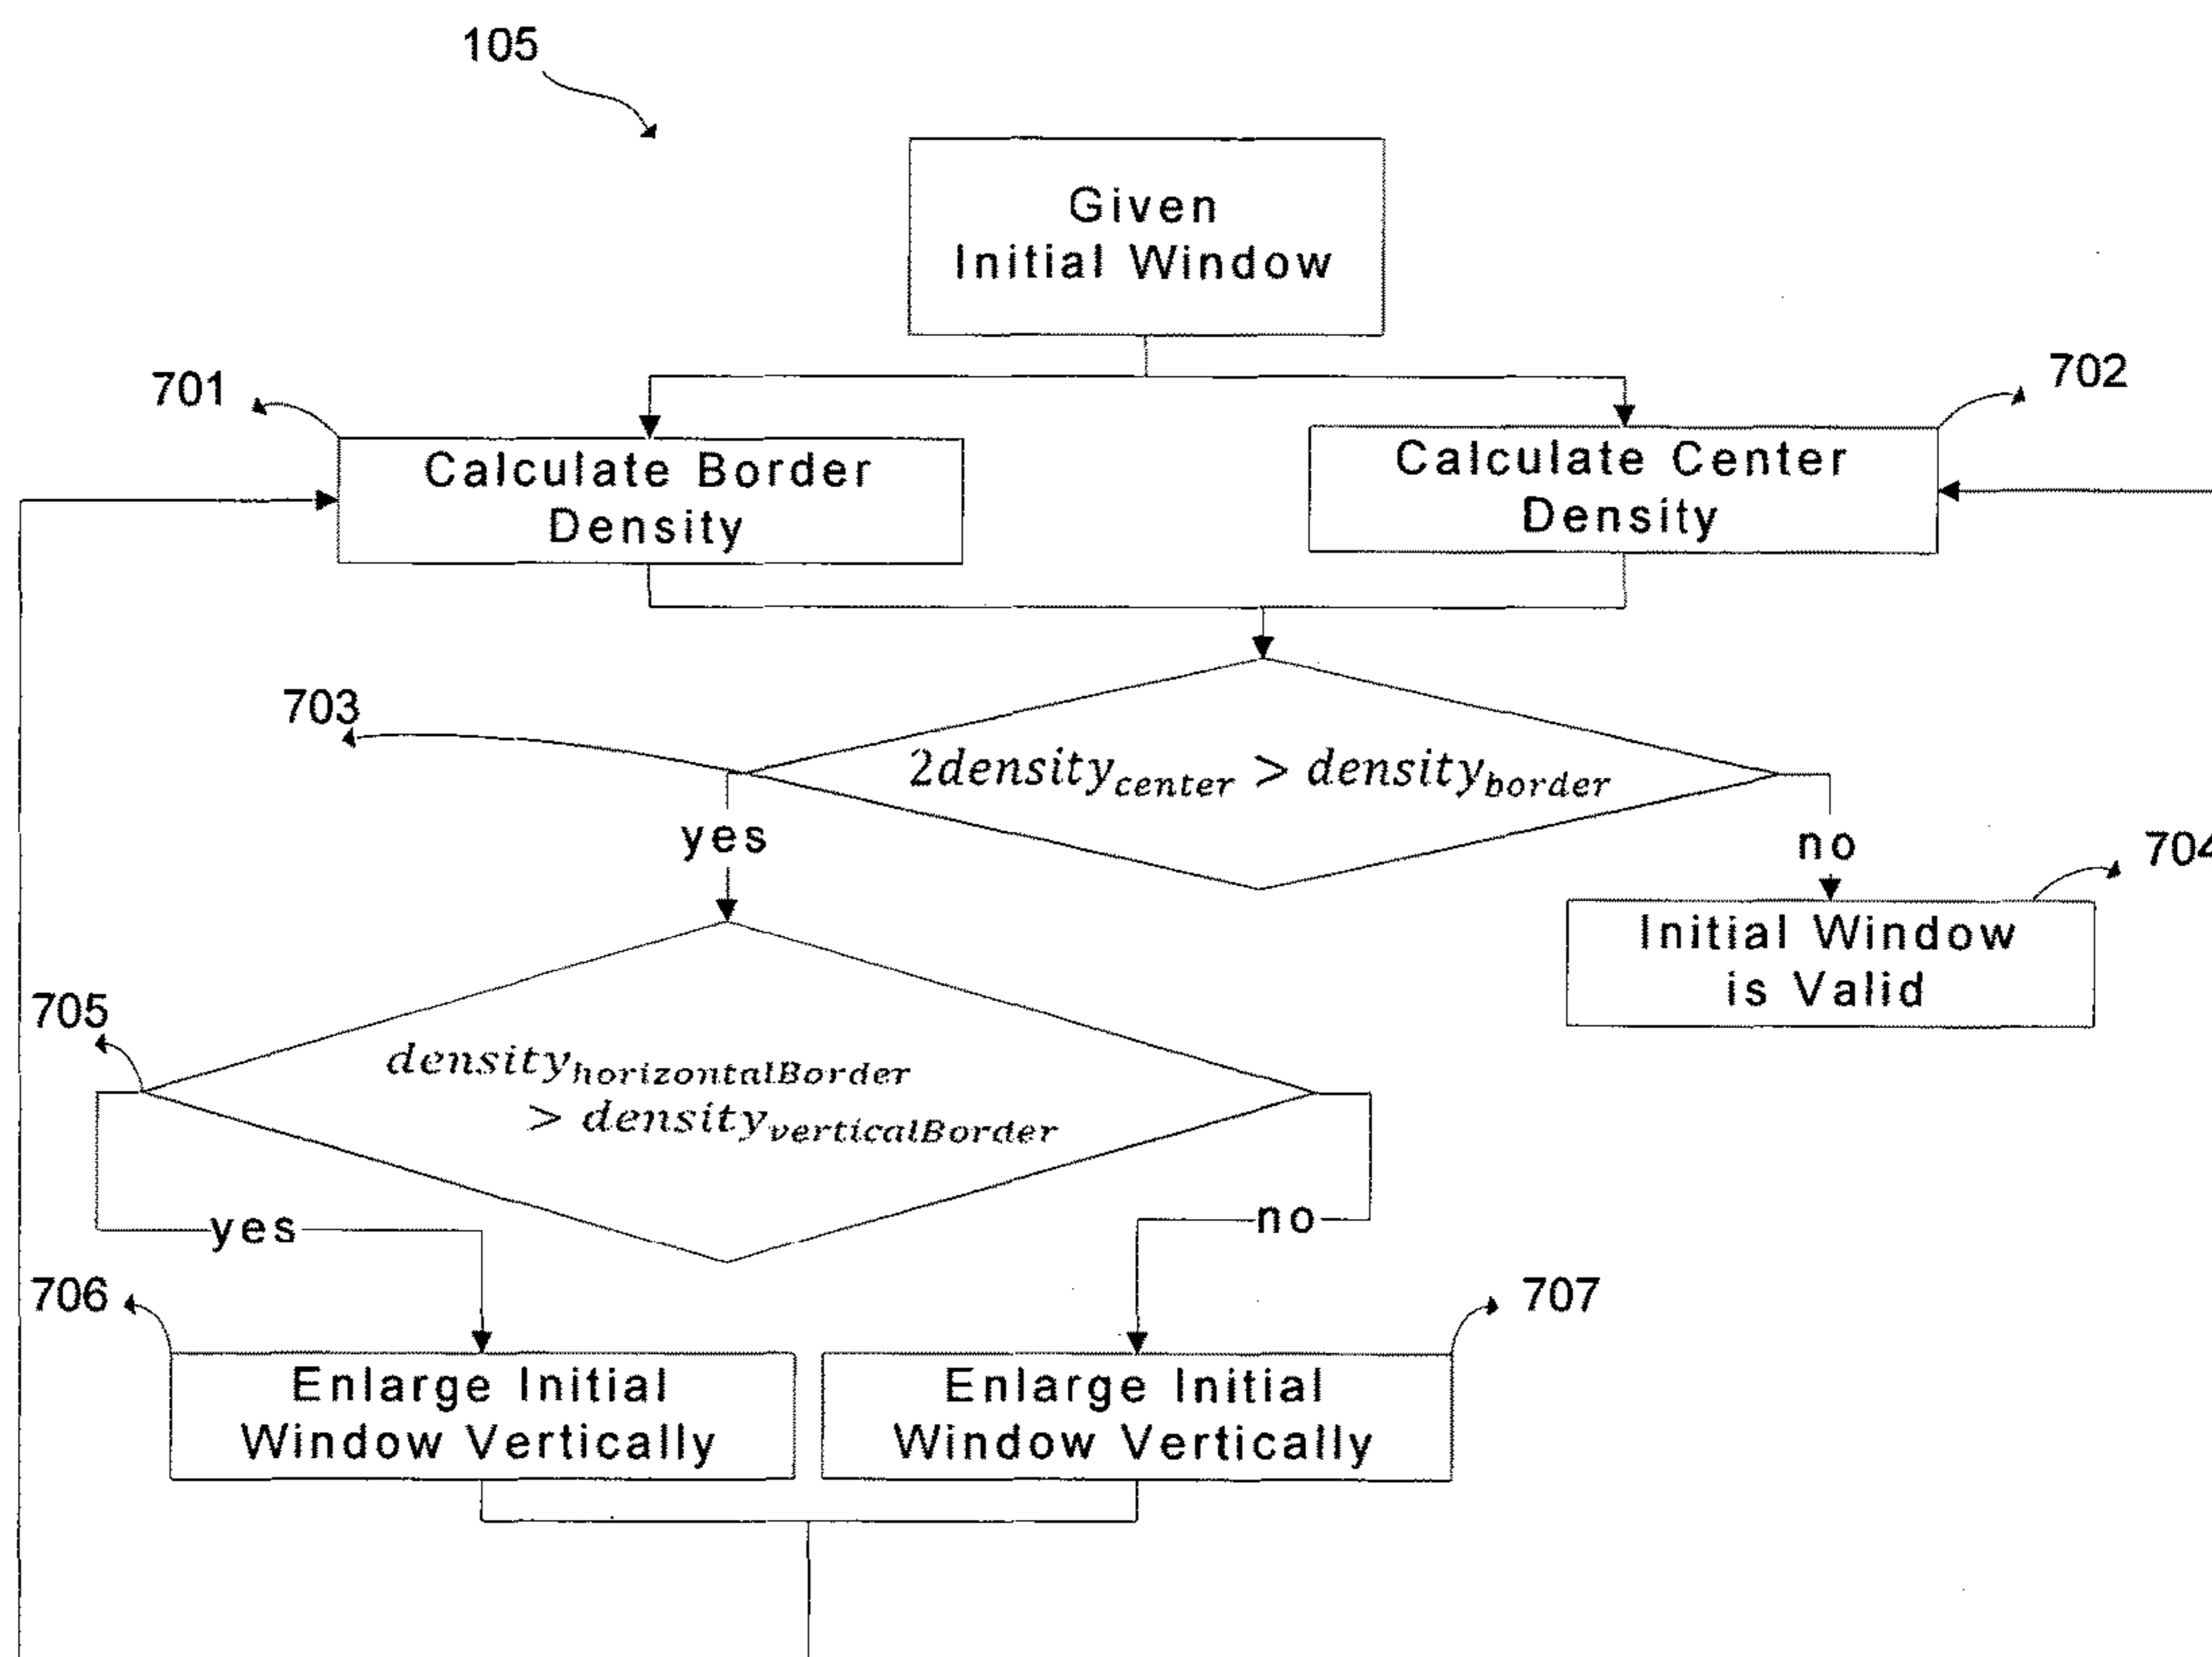 105
Given
Initial Window
701
702
Calculate Border
Density
Calculate Center
Density
703
2density_center > density_border
yes
no
704
Initial Window
is Valid
705
density_horizontalBorder
> density_verticalBorder
yes
no
706
707
Enlarge Initial
Window Vertically
Enlarge Initial
Window Vertically